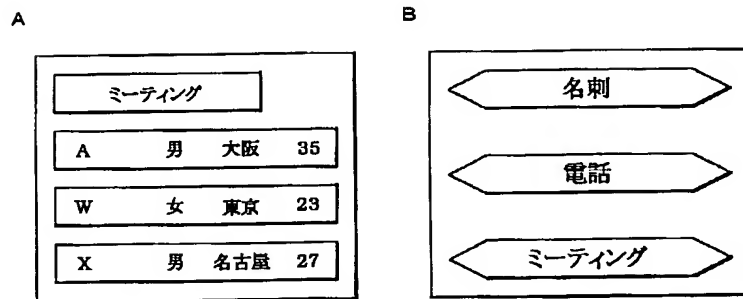 A
ミーティング
A 男 大阪 35
W 女 東京 23
X 男 名古屋 27
B
名刺
電話
ミーティング